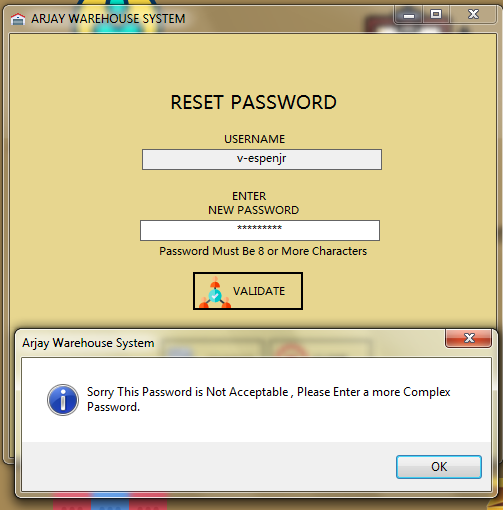 ARJAY WAREHOUSE SYSTEM
RESET PASSWORD
USERNAME
v-espenjr
ENTER
NEW PASSWORD
*********
Password Must Be 8 or More Characters
VALIDATE
Arjay Warehouse System
Sorry This Password is Not Acceptable , Please Enter a more Complex
Password.
OK